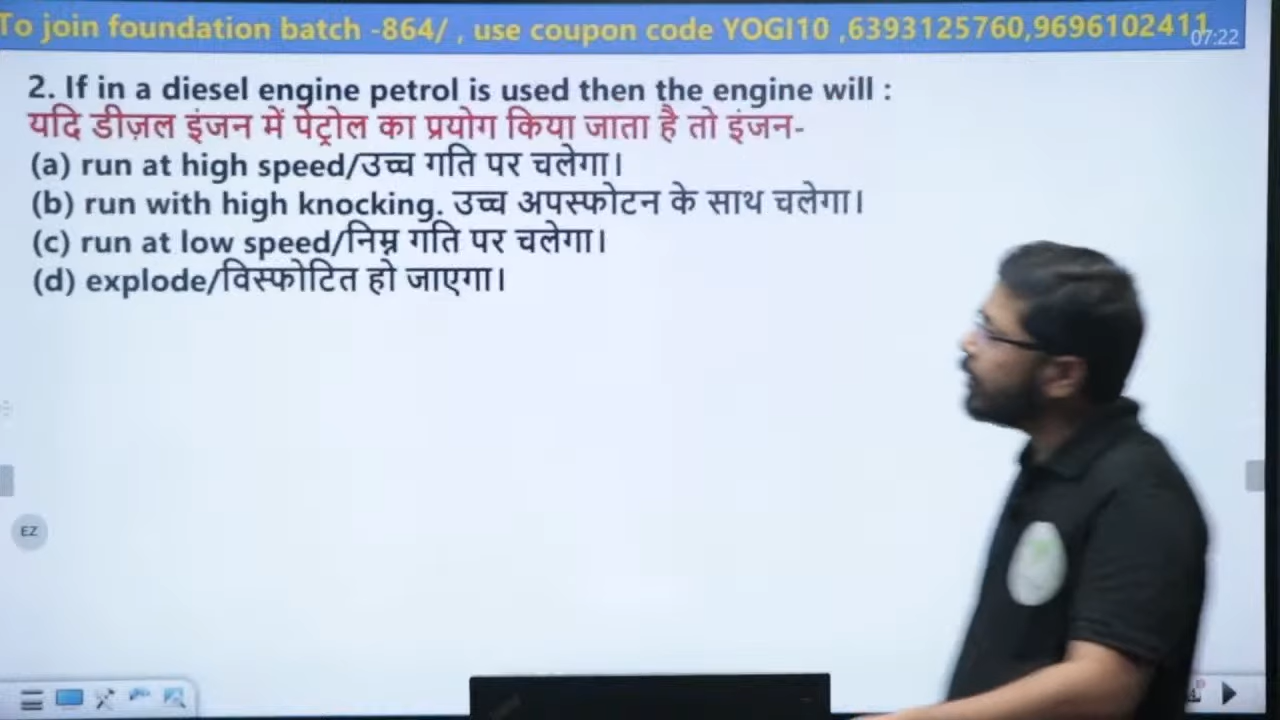 To join foundation batch -864/ , use coupon code YOGI10 ,6393125760,9696102411
07:22
2. If in a diesel engine petrol is used then the engine will :
यदि डीज़ल इंजन में पेट्रोल का प्रयोग किया जाता है तो इंजन-
(a) run at high speed/उच्च गति पर चलेगा।
(b) run with high knocking. उच्च अपस्फोटन के साथ चलेगा।
(c) run at low speed/निम्न गति पर चलेगा।
(d) explode/विस्फोटित हो जाएगा।
EZ